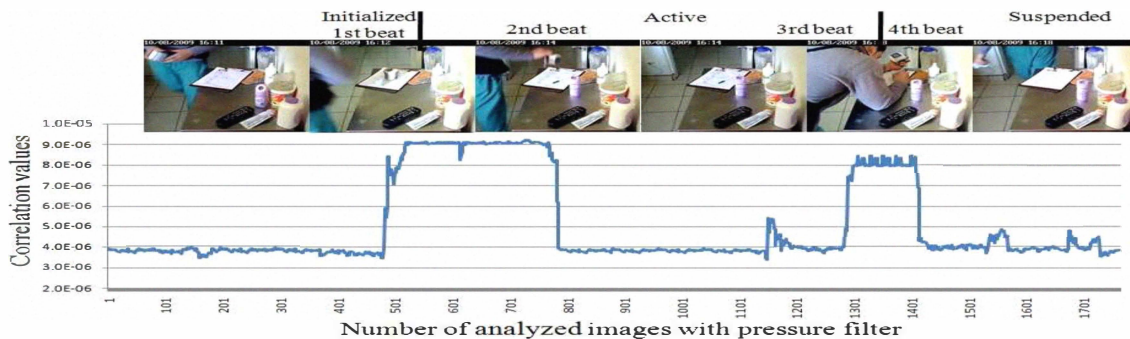 Initialized
1st beat
2nd beat
Active
3rd beat
4th beat
Suspended
10/08/2009 16:11
10/08/2009 16:12
10/08/2009 16:14
10/08/2009 16:14
10/08/2009 16:18
Correlation values
1.0E-05
9.0E-06
8.0E-06
7.0E-06
6.0E-06
5.0E-06
4.0E-06
3.0E-06
2.0E-06
1
101
201
301
401
501
601
701
801
901
1001
1101
1201
1301
1401
1501
1601
1701
Number of analyzed images with pressure filter